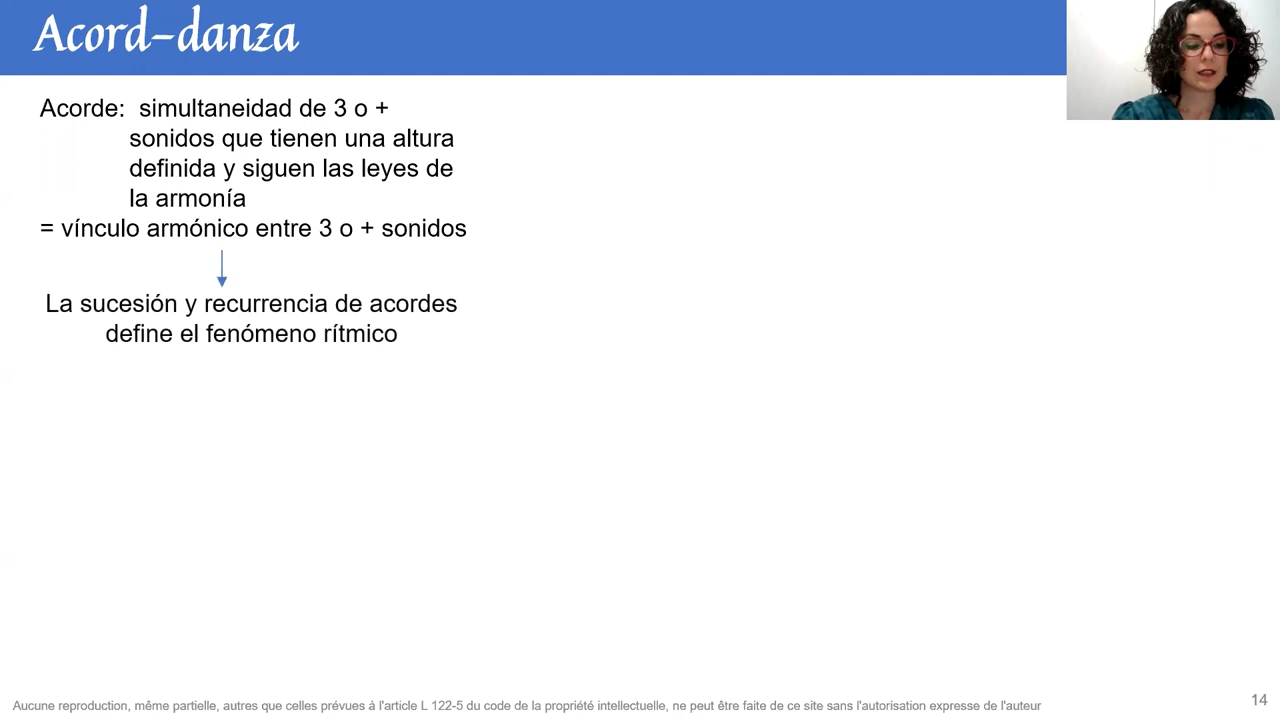 Acord-danza
Acorde: simultaneidad de 3 o +
sonidos que tienen una altura
definida y siguen las leyes de
la armonía
= vínculo armónico entre 3 o + sonidos
La sucesión y recurrencia de acordes
define el fenómeno rítmico
Aucune reproduction, même partielle, autres que celles prévues à l'article L 122-5 du code de la propriété intellectuelle, ne peut être faite de ce site sans l'autorisation expresse de l'auteur
14